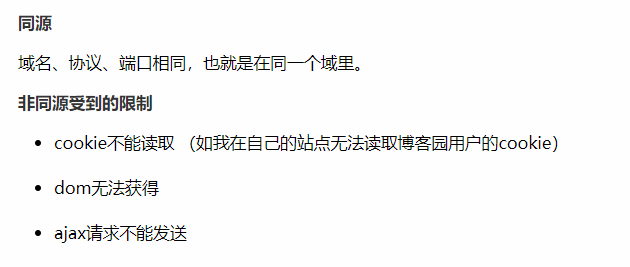 同源
域名、协议、端口相同，也就是在同一个域里。
非同源受到的限制
• cookie不能读取 （如我在自己的站点无法读取博客园用户的cookie）
• dom无法获得
• ajax请求不能发送